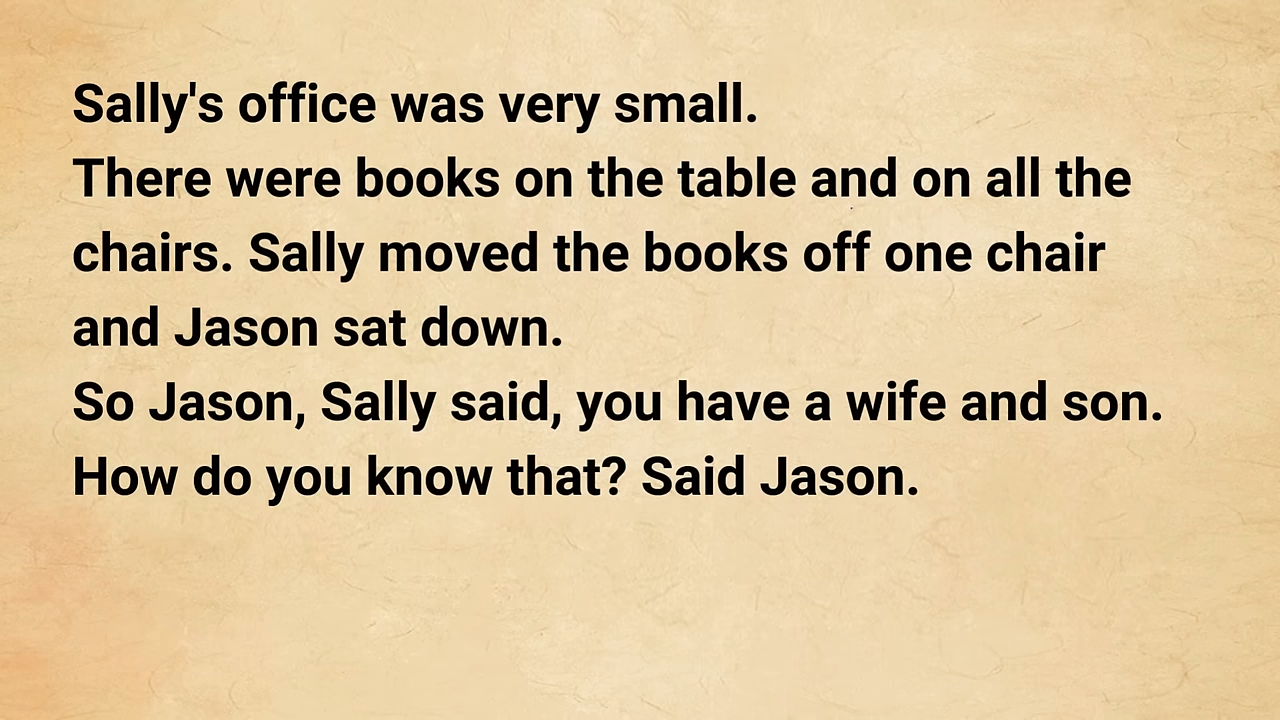 Sally's office was very small.
There were books on the table and on all the
chairs. Sally moved the books off one chair
and Jason sat down.
So Jason, Sally said, you have a wife and son.
How do you know that? Said Jason.